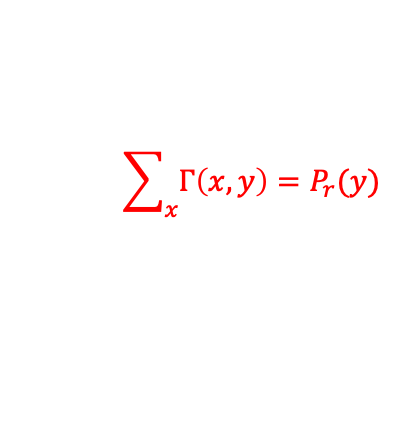 ∑ₓ Γ(x, y) = Pᵣ(y)